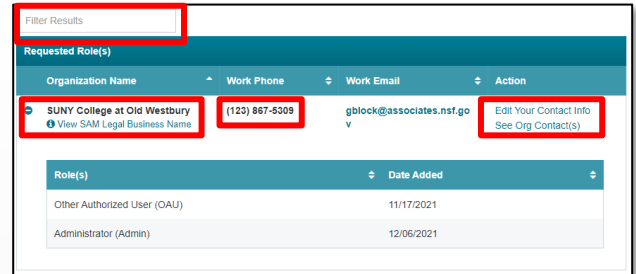 Filter Results
Requested Role(s)
Organization Name Work Phone Work Email Action
SUNY College at Old Westbury (123) 867-5309 gblock@associates.nsf.go Edit Your Contact Info
View SAM Legal Business Name v See Org Contact(s)
Role(s) Date Added
Other Authorized User (OAU) 11/17/2021
Administrator (Admin) 12/06/2021